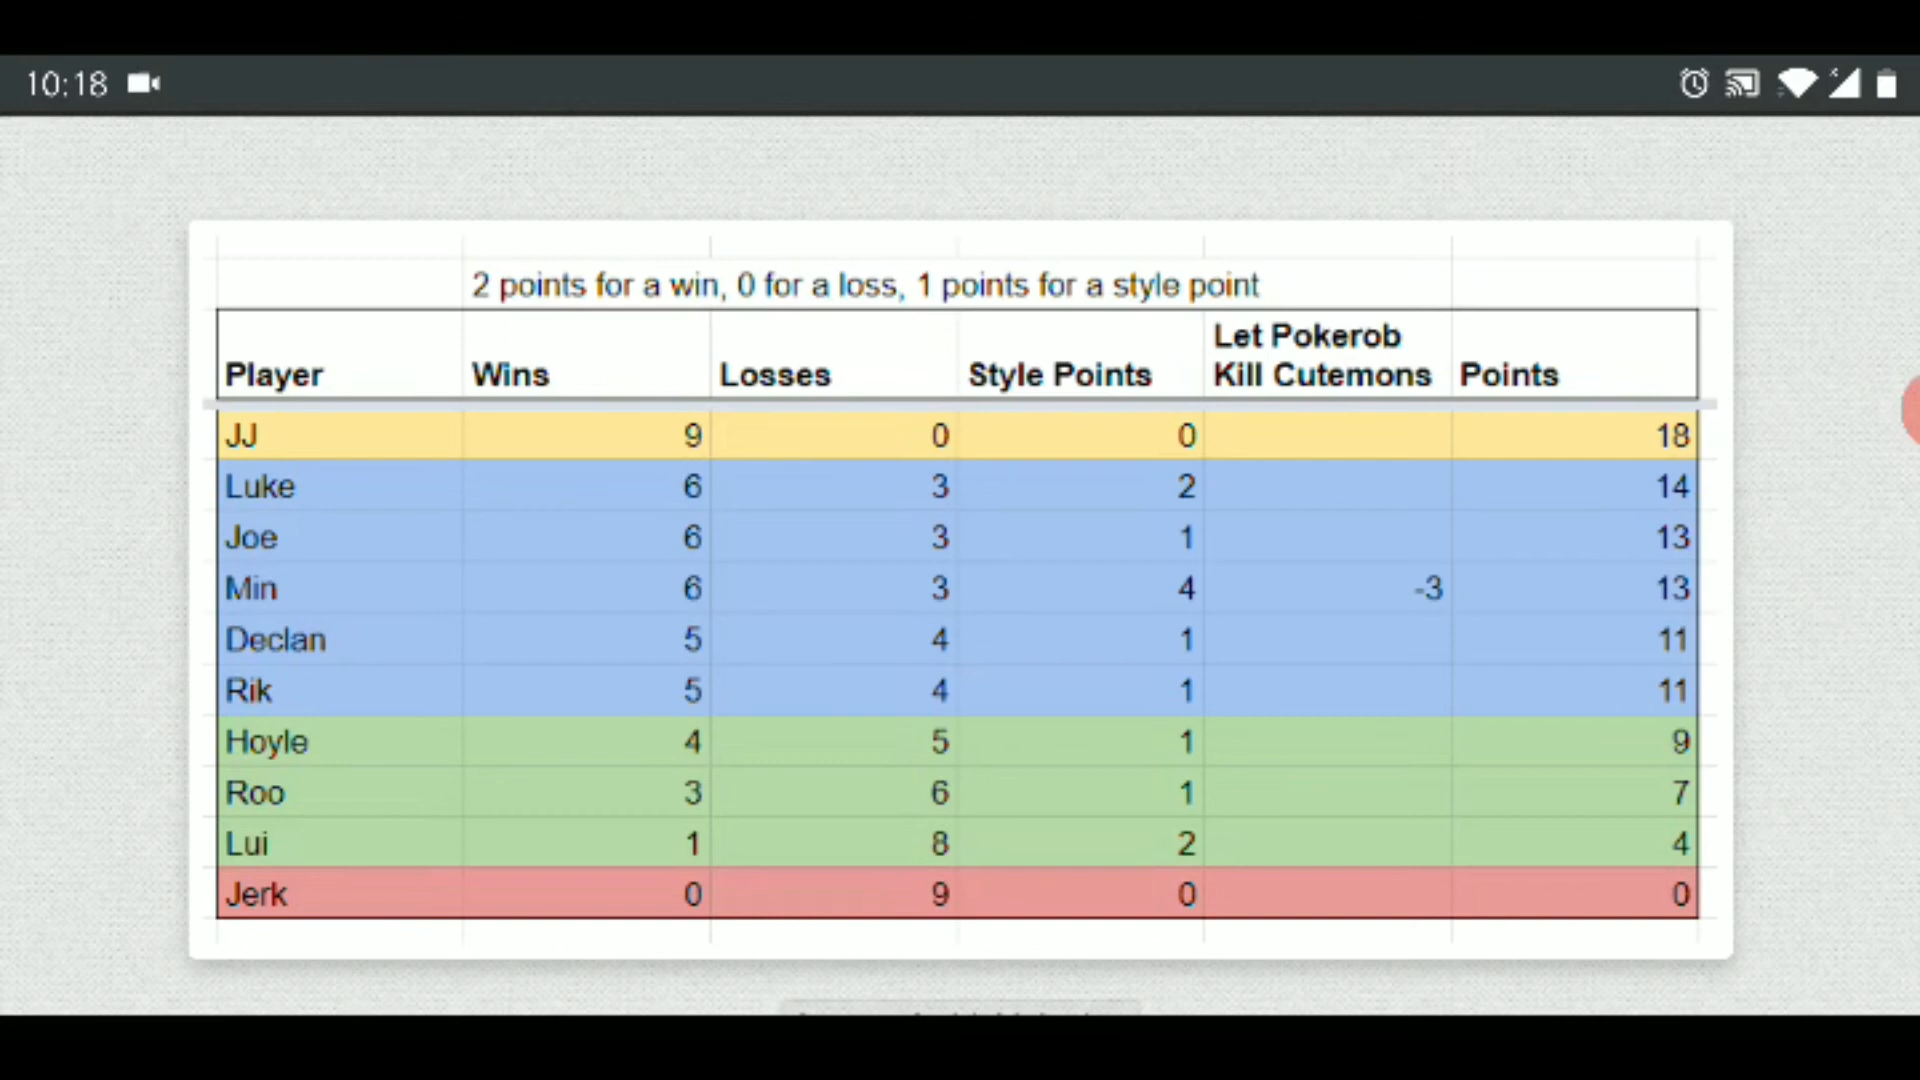 10:18
2 points for a win, 0 for a loss, 1 points for a style point
Player Wins Losses Style Points Let Pokerob Kill Cutemons Points
JJ 9 0 0 18
Luke 6 3 2 14
Joe 6 3 1 13
Min 6 3 4 -3 13
Declan 5 4 1 11
Rik 5 4 1 11
Hoyle 4 5 1 9
Roo 3 6 1 7
Lui 1 8 2 4
Jerk 0 9 0 0